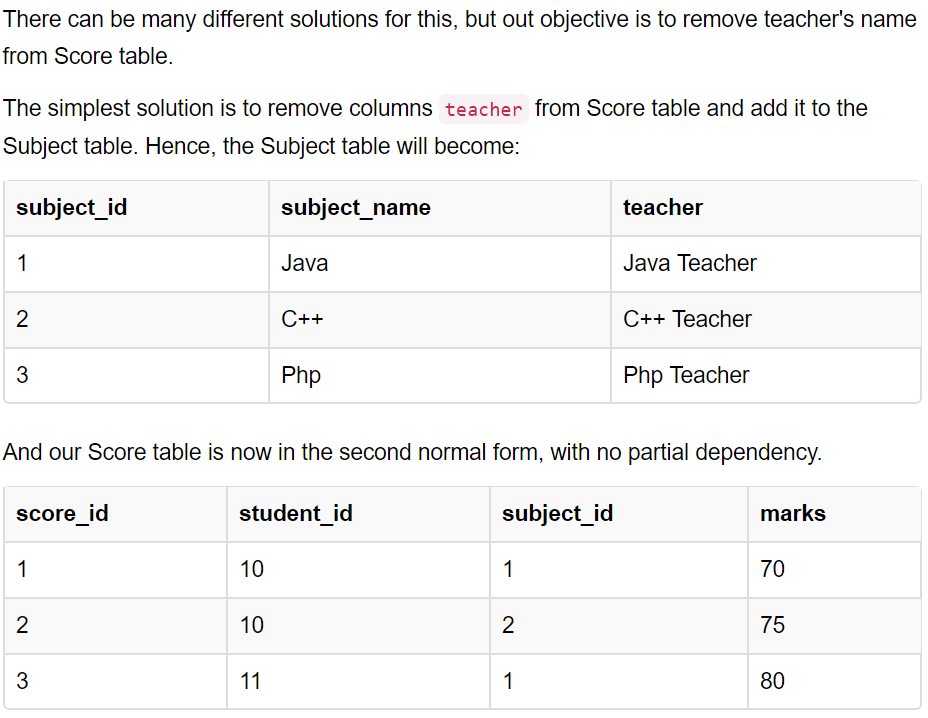 There can be many different solutions for this, but out objective is to remove teacher's name
from Score table.
The simplest solution is to remove columns teacher from Score table and add it to the
Subject table. Hence, the Subject table will become:
subject_id subject_name teacher
1 Java Java Teacher
2 C++ C++ Teacher
3 Php Php Teacher
And our Score table is now in the second normal form, with no partial dependency.
score_id student_id subject_id marks
1 10 1 70
2 10 2 75
3 11 1 80